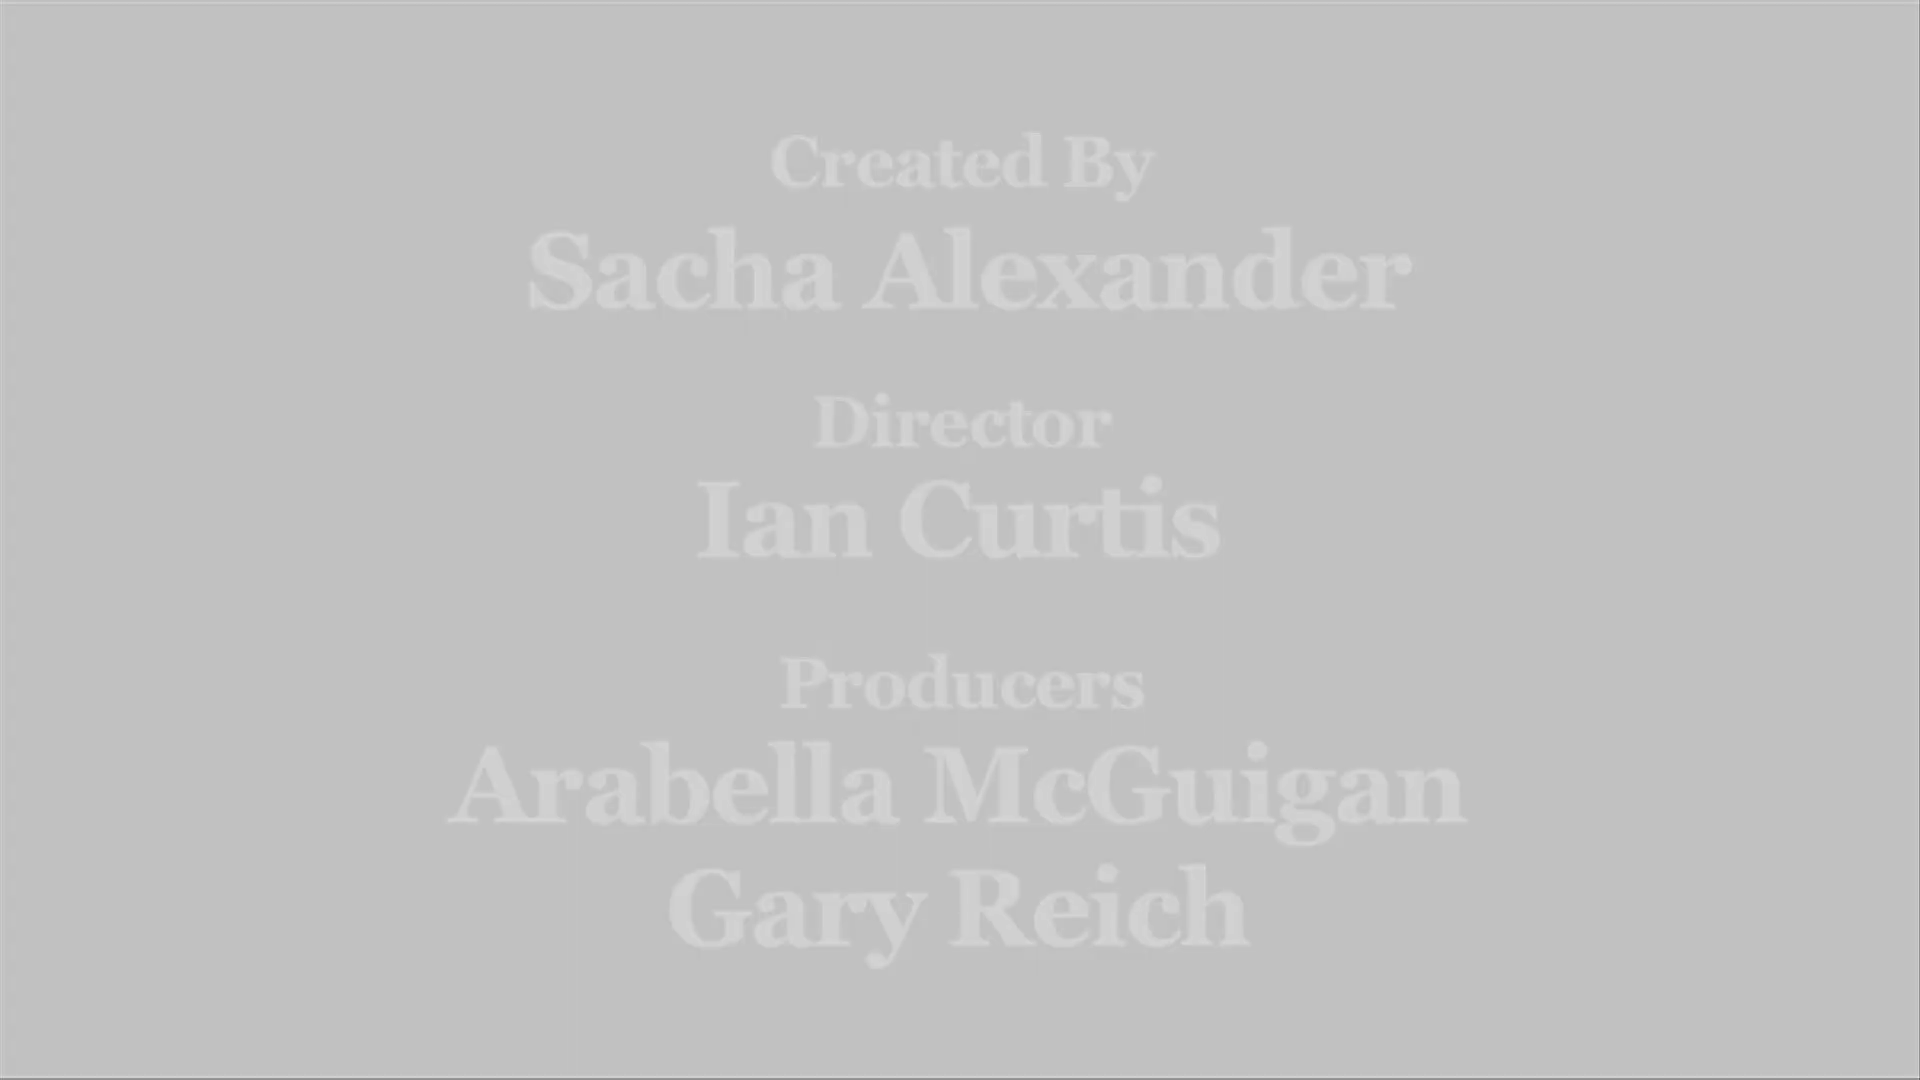 Created By
Sacha Alexander
Director
Ian Curtis
Producers
Arabella McGuigan
Gary Reich